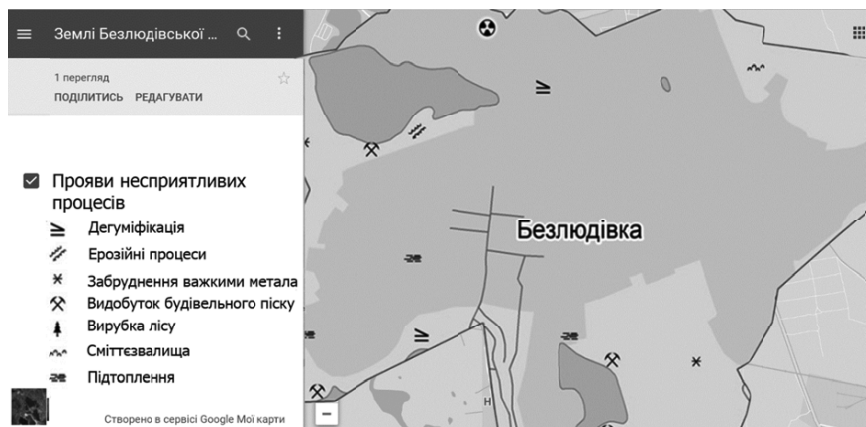 Землі Безлюдівської ...
1 перегляд
ПОДІЛИТИСЬ РЕДАГУВАТИ
Прояви несприятливих
процесів
Дегуміфікація
Ерозійні процеси
Забруднення важкими метала
Видобуток будівельного піску
Вирубка лісу
Сміттєзвалища
Підтоплення
Створено в сервісі Google Мої карти
Безлюдівка
Н